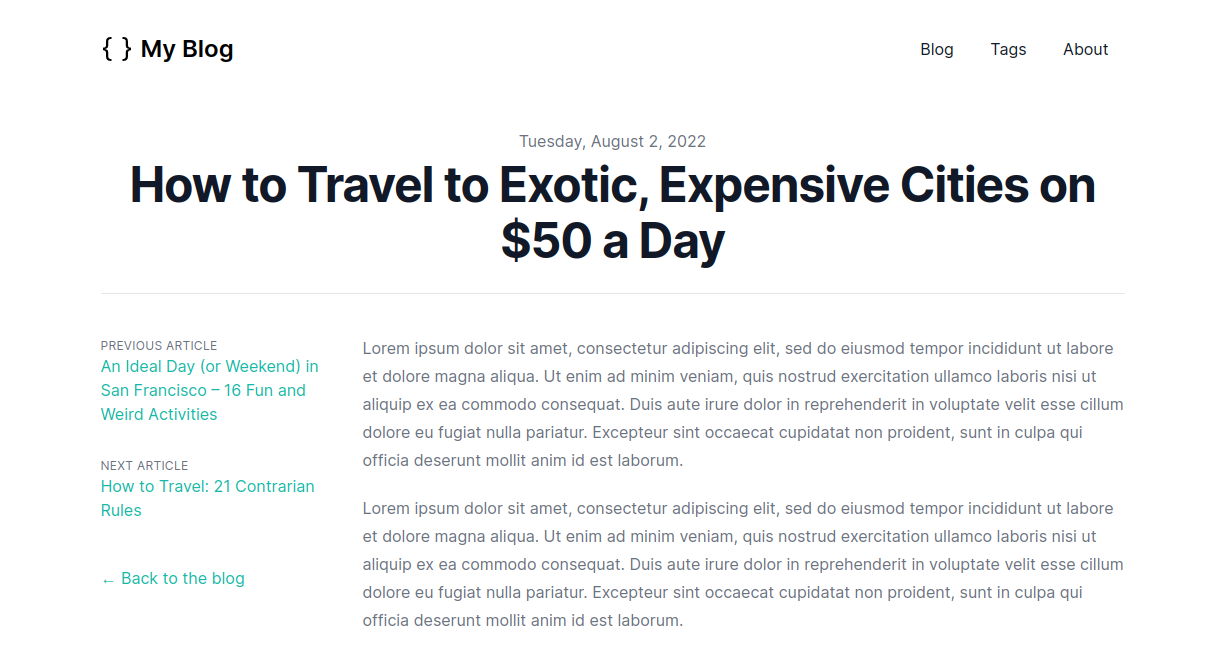 { } My Blog
Blog Tags About
Tuesday, August 2, 2022
How to Travel to Exotic, Expensive Cities on
$50 a Day
PREVIOUS ARTICLE
An Ideal Day (or Weekend) in
San Francisco – 16 Fun and
Weird Activities
NEXT ARTICLE
How to Travel: 21 Contrarian
Rules
← Back to the blog
Lorem ipsum dolor sit amet, consectetur adipiscing elit, sed do eiusmod tempor incididunt ut labore
et dolore magna aliqua. Ut enim ad minim veniam, quis nostrud exercitation ullamco laboris nisi ut
aliquip ex ea commodo consequat. Duis aute irure dolor in reprehenderit in voluptate velit esse cillum
dolore eu fugiat nulla pariatur. Excepteur sint occaecat cupidatat non proident, sunt in culpa qui
officia deserunt mollit anim id est laborum.
Lorem ipsum dolor sit amet, consectetur adipiscing elit, sed do eiusmod tempor incididunt ut labore
et dolore magna aliqua. Ut enim ad minim veniam, quis nostrud exercitation ullamco laboris nisi ut
aliquip ex ea commodo consequat. Duis aute irure dolor in reprehenderit in voluptate velit esse cillum
dolore eu fugiat nulla pariatur. Excepteur sint occaecat cupidatat non proident, sunt in culpa qui
officia deserunt mollit anim id est laborum.